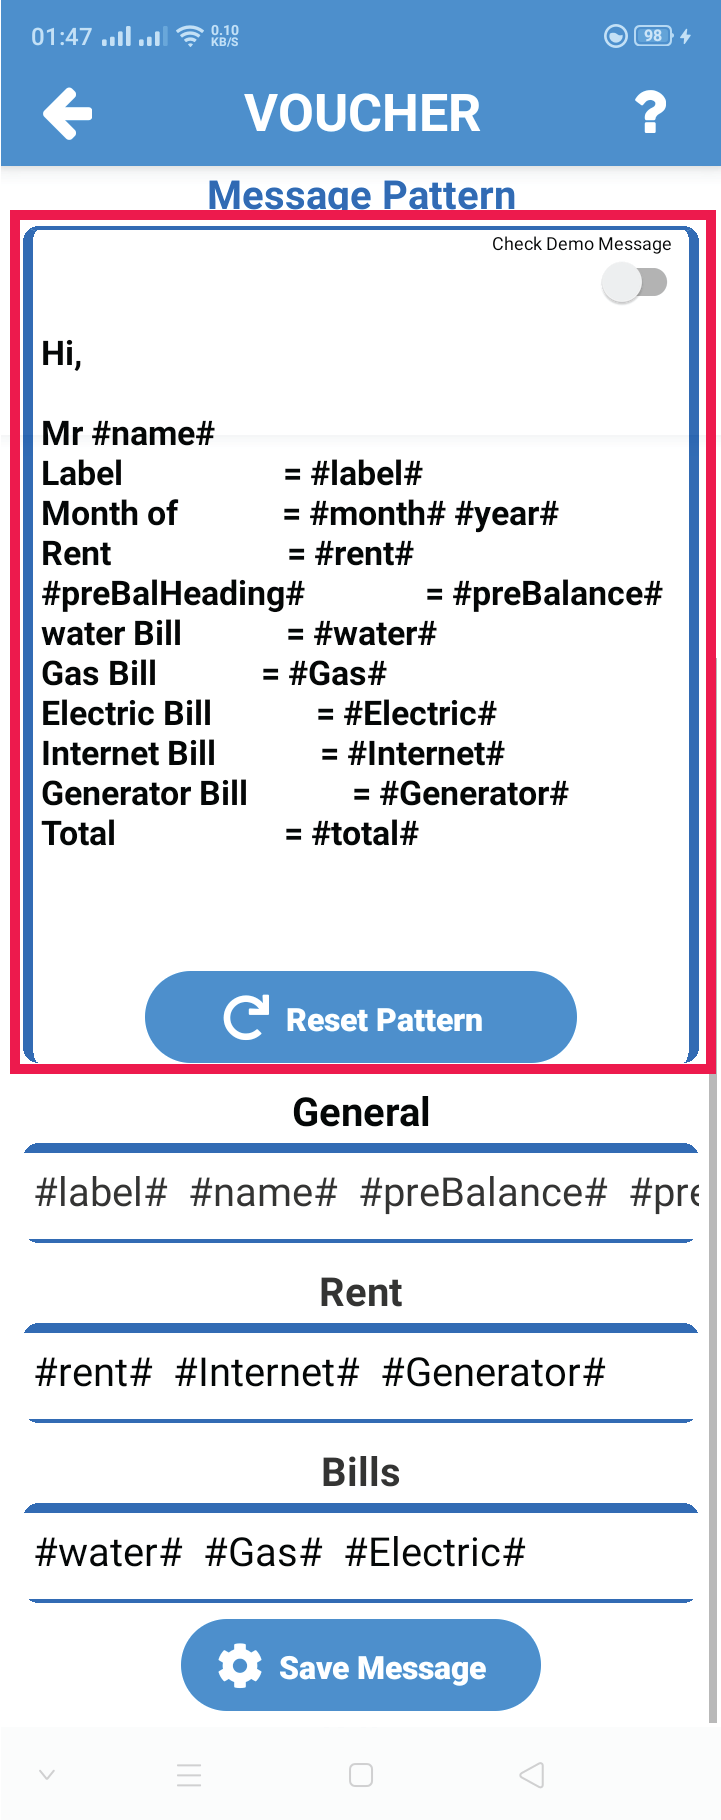 01:47 0.10 KB/S 98
VOUCHER ?
Message Pattern
Check Demo Message
Hi,
Mr #name#
Label = #label#
Month of = #month# #year#
Rent = #rent#
#preBalHeading# = #preBalance#
water Bill = #water#
Gas Bill = #Gas#
Electric Bill = #Electric#
Internet Bill = #Internet#
Generator Bill = #Generator#
Total = #total#
Reset Pattern
General
#label# #name# #preBalance# #pre
Rent
#rent# #Internet# #Generator#
Bills
#water# #Gas# #Electric#
Save Message